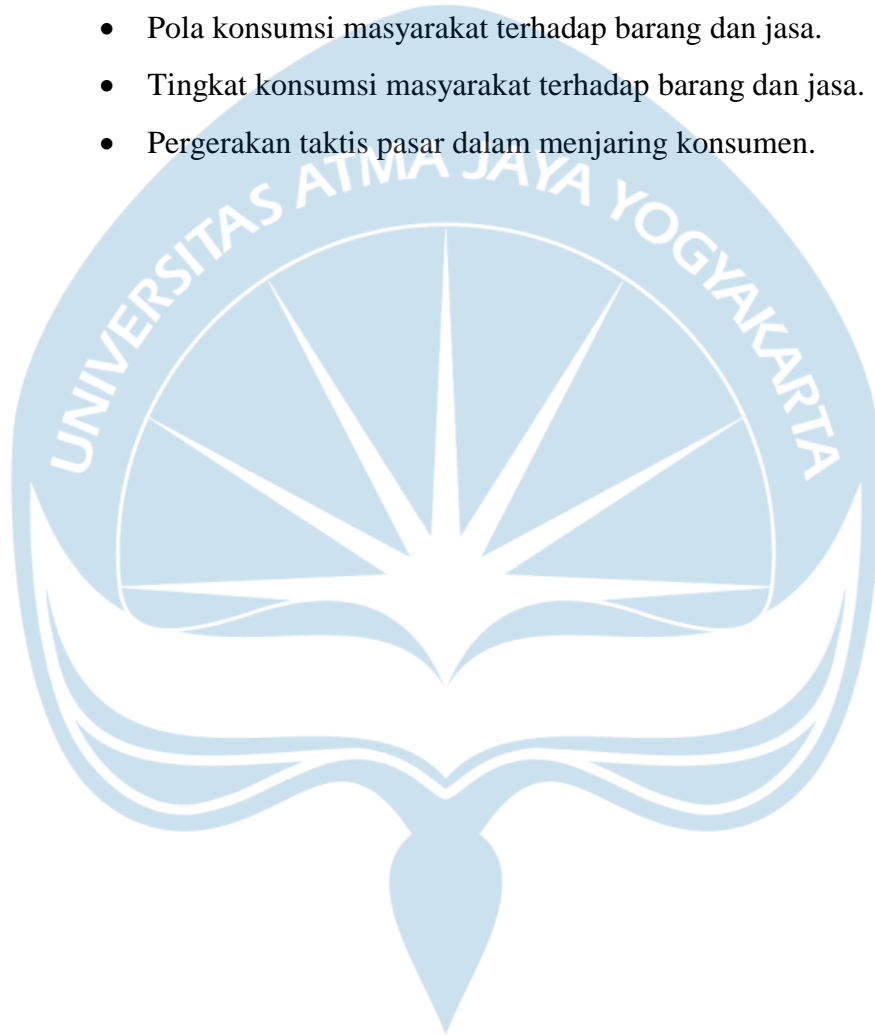 • Pola konsumsi masyarakat terhadap barang dan jasa.
• Tingkat konsumsi masyarakat terhadap barang dan jasa.
• Pergerakan taktis pasar dalam menjaring konsumen.
UNIVERSITAS ATMA JAYA YOGYAKARTA